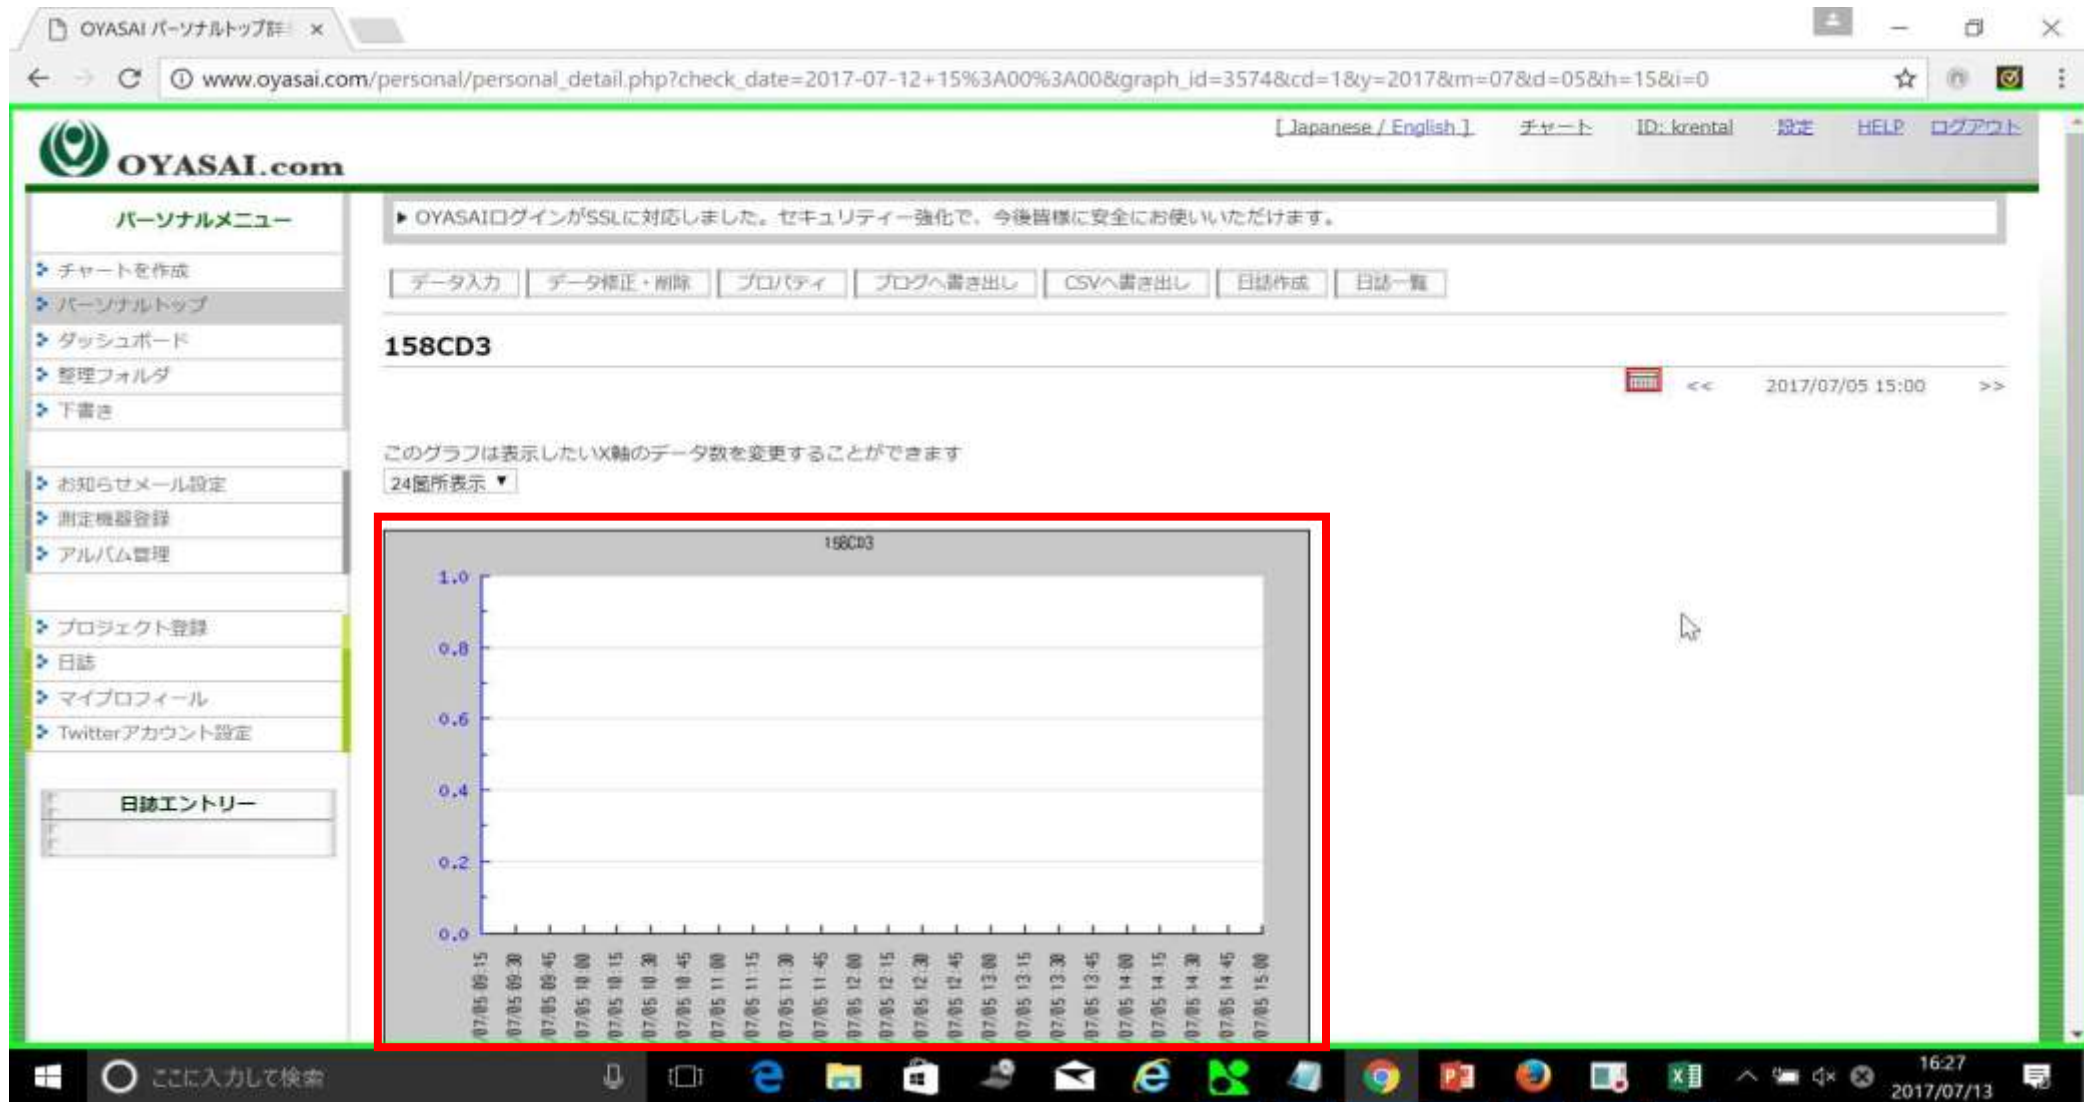 OYASAI パーソナルトップ詳
www.oyasai.com/personal/personal_detail.php?check_date=2017-07-12+15%3A00%3A00&graph_id=3574&cd=1&y=2017&m=07&d=05&h=15&i=0
OYASAI.com
[ Japanese / English ] チャート ID: krental 設定 HELP ログアウト
パーソナルメニュー
チャートを作成
パーソナルトップ
ダッシュボード
整理フォルダ
下書き
お知らせメール設定
測定機器登録
アルバム管理
プロジェクト登録
日誌
マイプロフィール
Twitterアカウント設定
日誌エントリー
▶ OYASAIログインがSSLに対応しました。セキュリティー強化で、今後皆様に安全にお使いいただけます。
データ入力 データ修正・削除 プロパティ ブログへ書き出し CSVへ書き出し 日誌作成 日誌一覧
158CD3
<< 2017/07/05 15:00 >>
このグラフは表示したいX軸のデータ数を変更することができます
24箇所表示 ▼
158CD3
1.0
0.8
0.6
0.4
0.2
0.0
/07/05 09:15
/07/05 09:30
/07/05 09:45
/07/05 10:00
/07/05 10:15
/07/05 10:30
/07/05 10:45
/07/05 11:00
/07/05 11:15
/07/05 11:30
/07/05 11:45
/07/05 12:00
/07/05 12:15
/07/05 12:30
/07/05 12:45
/07/05 13:00
/07/05 13:15
/07/05 13:30
/07/05 13:45
/07/05 14:00
/07/05 14:15
/07/05 14:30
/07/05 14:45
/07/05 15:00
ここに入力して検索
16:27
2017/07/13